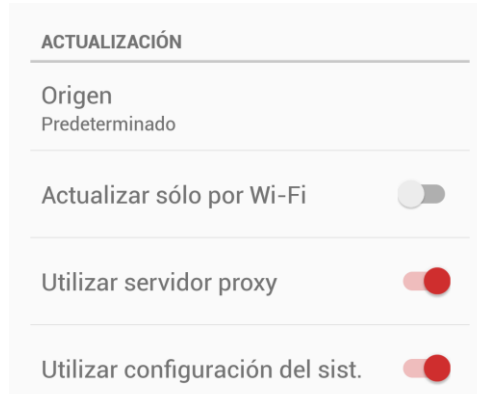 ACTUALIZACIÓN
Origen
Predeterminado
Actualizar sólo por Wi-Fi
Utilizar servidor proxy
Utilizar configuración del sist.